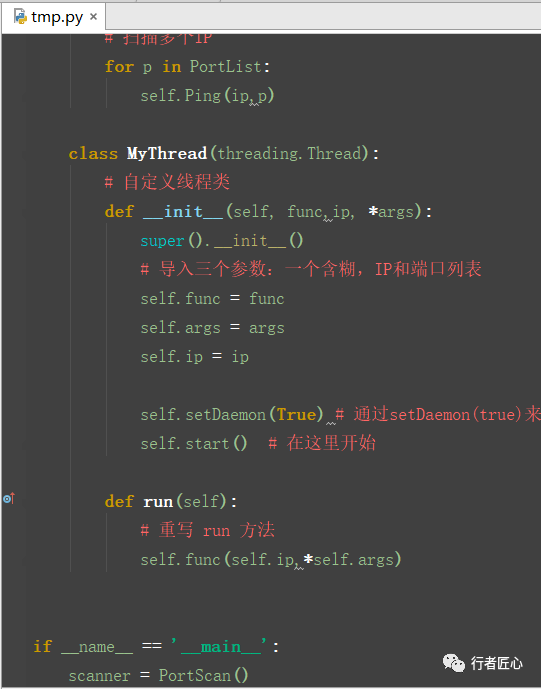 tmp.py ×
# 扫描多个IP
for p in PortList:
self.Ping(ip,p)
class MyThread(threading.Thread):
# 自定义线程类
def __init__(self, func,ip, *args):
super().__init__()
# 导入三个参数：一个含糊，IP和端口列表
self.func = func
self.args = args
self.ip = ip
self.setDaemon(True) # 通过setDaemon(true)来
self.start()  # 在这里开始
def run(self):
# 重写 run 方法
self.func(self.ip,*self.args)
if __name__ == '__main__':
scanner = PortScan()
行者匠心